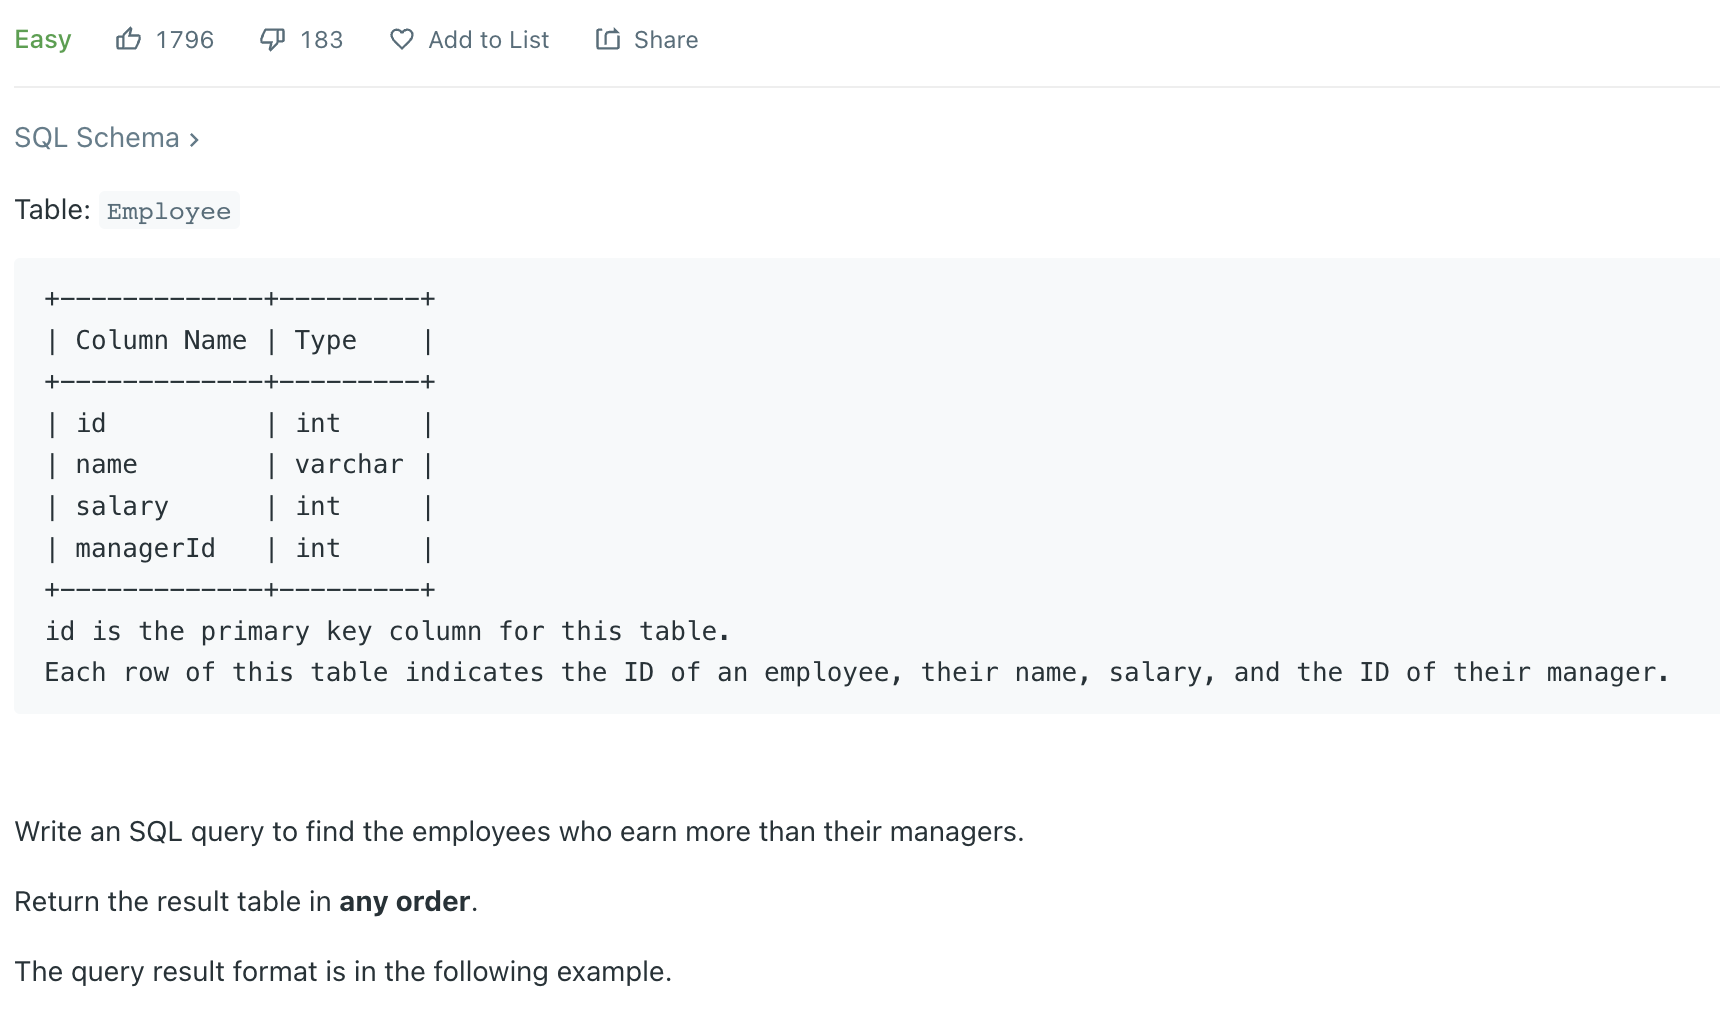 Easy 1796 183 Add to List Share
SQL Schema >
Table: Employee
+-------------+---------+
| Column Name | Type    |
+-------------+---------+
| id          | int     |
| name        | varchar |
| salary      | int     |
| managerId   | int     |
+-------------+---------+
id is the primary key column for this table.
Each row of this table indicates the ID of an employee, their name, salary, and the ID of their manager.
Write an SQL query to find the employees who earn more than their managers.
Return the result table in any order.
The query result format is in the following example.